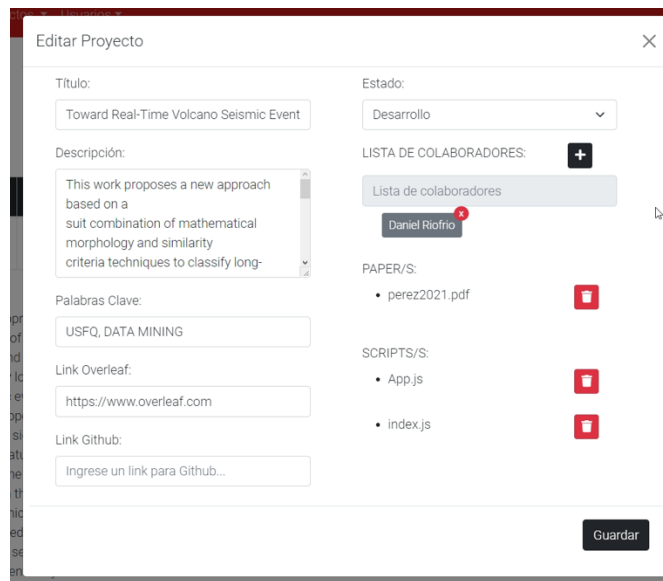 Usuarios
Editar Proyecto
Título:
Toward Real-Time Volcano Seismic Event
Descripción:
This work proposes a new approach
based on a
suit combination of mathematical
morphology and similarity
criteria techniques to classify long-
Palabras Clave:
USFQ, DATA MINING
Link Overleaf:
https://www.overleaf.com
Link Github:
Ingrese un link para Github...
Estado:
Desarrollo
LISTA DE COLABORADORES:
+
Lista de colaboradores
Daniel Riofrio
x
PAPER/S:
• perez2021.pdf
SCRIPTS/S:
• App.js
• index.js
Guardar